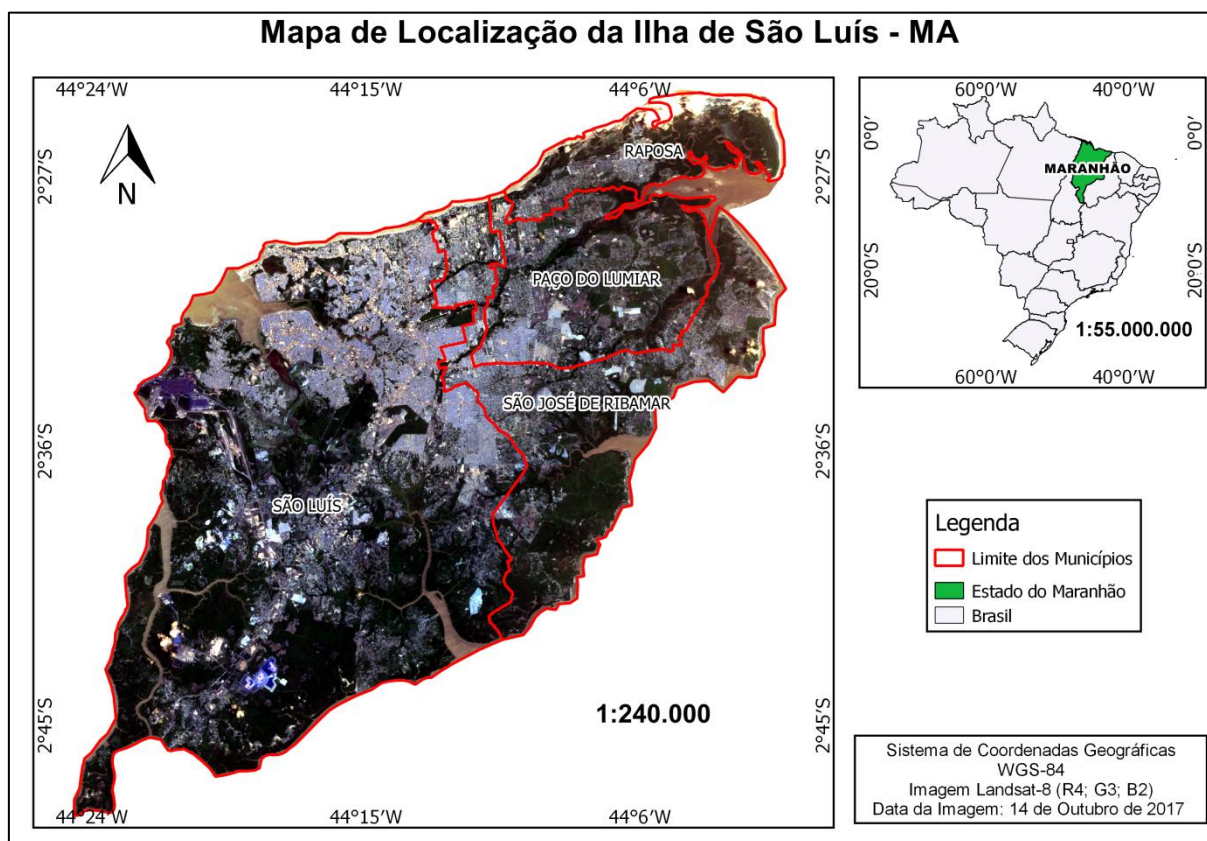 Mapa de Localização da Ilha de São Luís - MA
44°24'W 44°15'W 44°6'W
2°27'S
2°36'S
2°45'S
N
RAPOSA
PAÇO DO LUMIAR
SÃO JOSÉ DE RIBAMAR
SÃO LUÍS
2°27'S
2°36'S
2°45'S
1:240.000
44°24'W 44°15'W 44°6'W
60°0'W 40°0'W
0°0'
20°0'S
MARANHÃO
0°0'
20°0'S
1:55.000.000
60°0'W 40°0'W
Legenda
Limite dos Municípios
Estado do Maranhão
Brasil
Sistema de Coordenadas Geográficas
WGS-84
Imagem Landsat-8 (R4; G3; B2)
Data da Imagem: 14 de Outubro de 2017